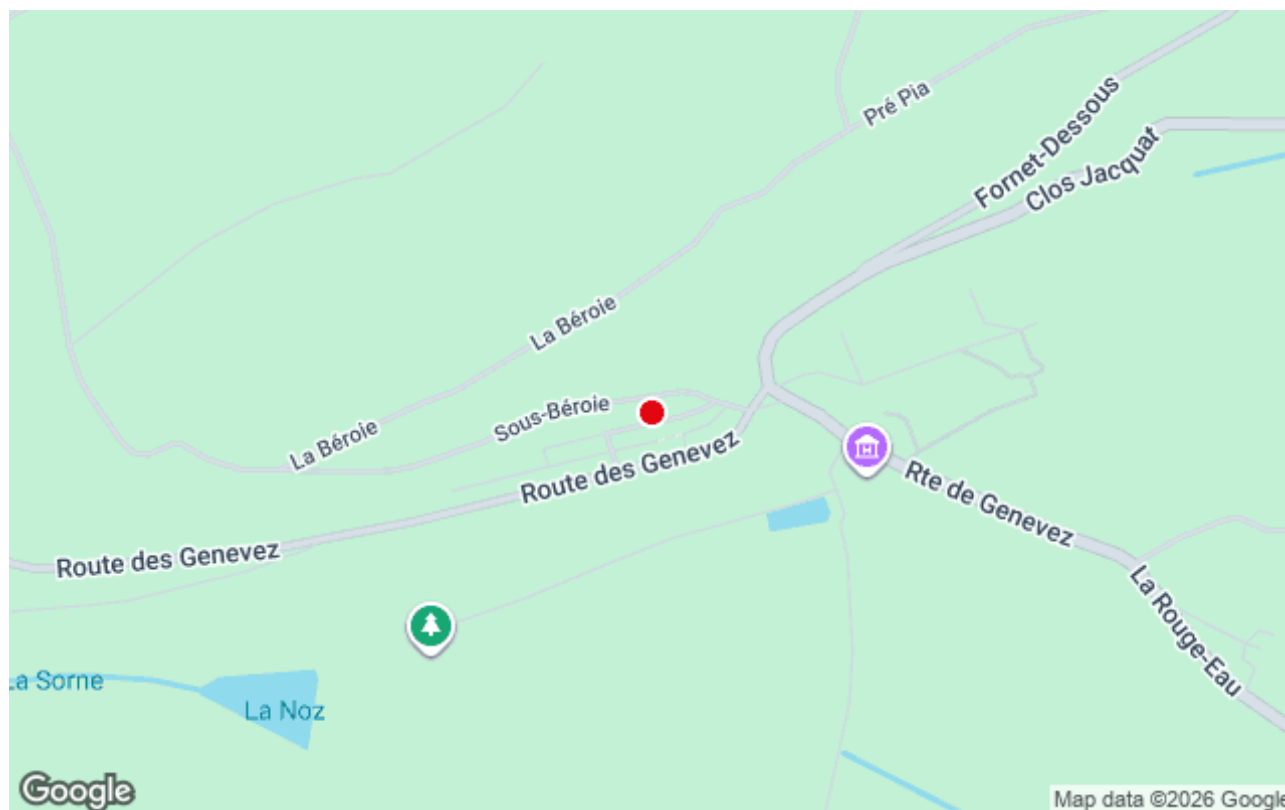 Pré Pia
Fornet-Dessous
Clos Jacquat
La Béroie
Sous-Béroie
La Béroie
Route des Genevez
Rte de Genevez
Route des Genevez
La Rouge-Eau
La Sorne
La Noz
Google
Map data ©2026 Google